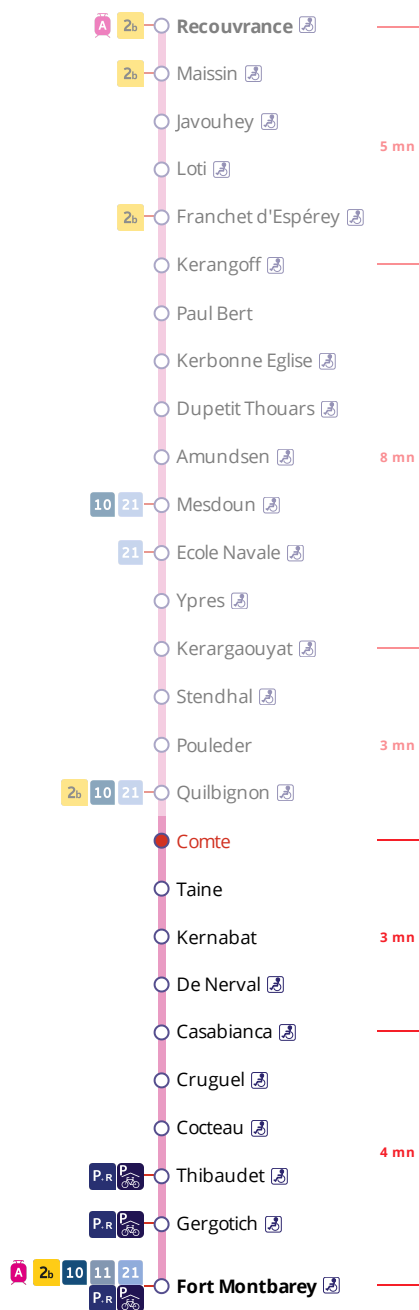 A 2b Recouvrance
2b Maissin
Javouhey
5 mn
Loti
2b Franchet d'Espérey
Kerangoff
Paul Bert
Kerbonne Eglise
Dupetit Thouars
Amundsen
8 mn
10 21 Mesdoun
21 Ecole Navale
Ypres
Kerargaouyat
Stendhal
Pouleder
3 mn
2b 10 21 Quilbignon
Comte
Taine
Kernabat
3 mn
De Nerval
Casabianca
Cruguel
Cocteau
4 mn
P.R P Thibaudet
P.R P Gergotich
A 2b 10 11 21
P.R P Fort Montbarey